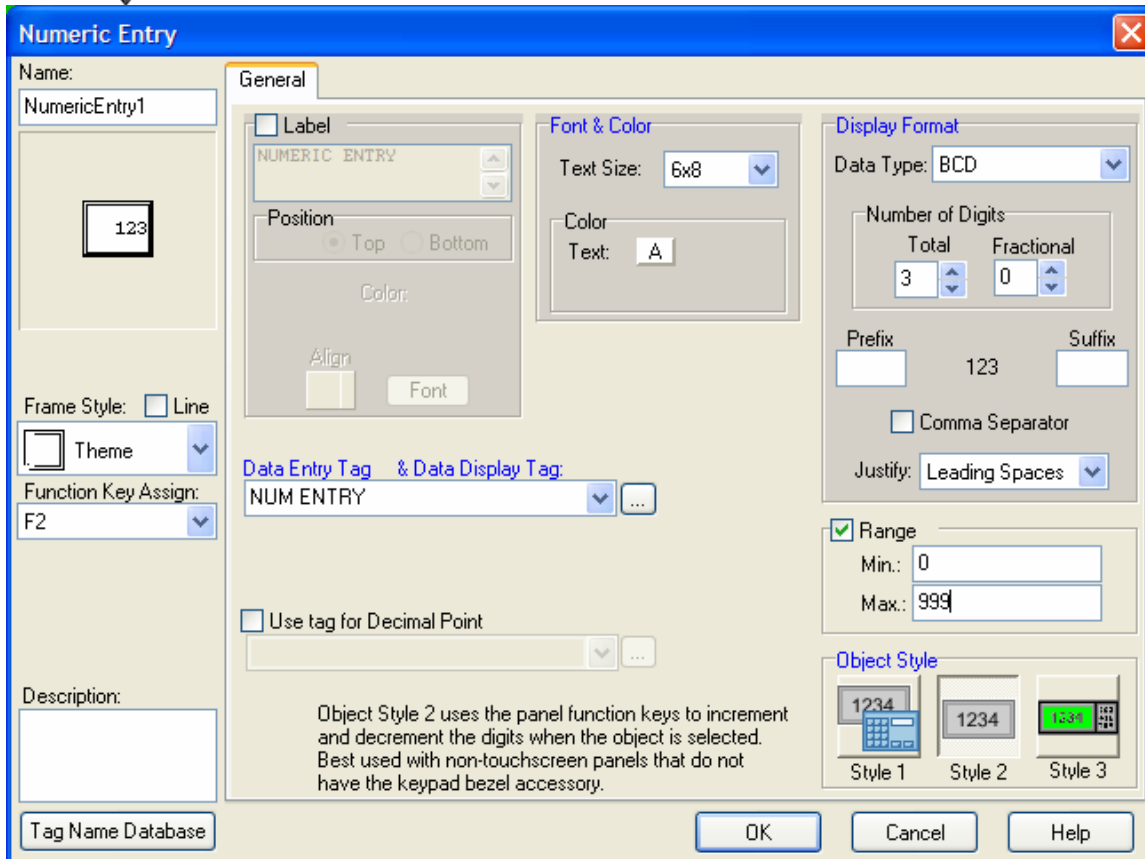 Numeric Entry
Name:
NumericEntry1
123
Frame Style: Line
Theme
Function Key Assign:
F2
Description:
Tag Name Database
General
Label
NUMERIC ENTRY
Position
Top Bottom
Color:
Align
Font
Font & Color
Text Size: 6x8
Color
Text: A
Display Format
Data Type: BCD
Number of Digits
Total Fractional
3 0
Prefix Suffix
123
Comma Separator
Justify: Leading Spaces
Data Entry Tag & Data Display Tag:
NUM ENTRY ...
Range
Min.: 0
Max.: 999
Use tag for Decimal Point
...
Object Style 2 uses the panel function keys to increment
and decrement the digits when the object is selected.
Best used with non-touchscreen panels that do not
have the keypad bezel accessory.
Object Style
1234 1234 1234
Style 1 Style 2 Style 3
OK Cancel Help